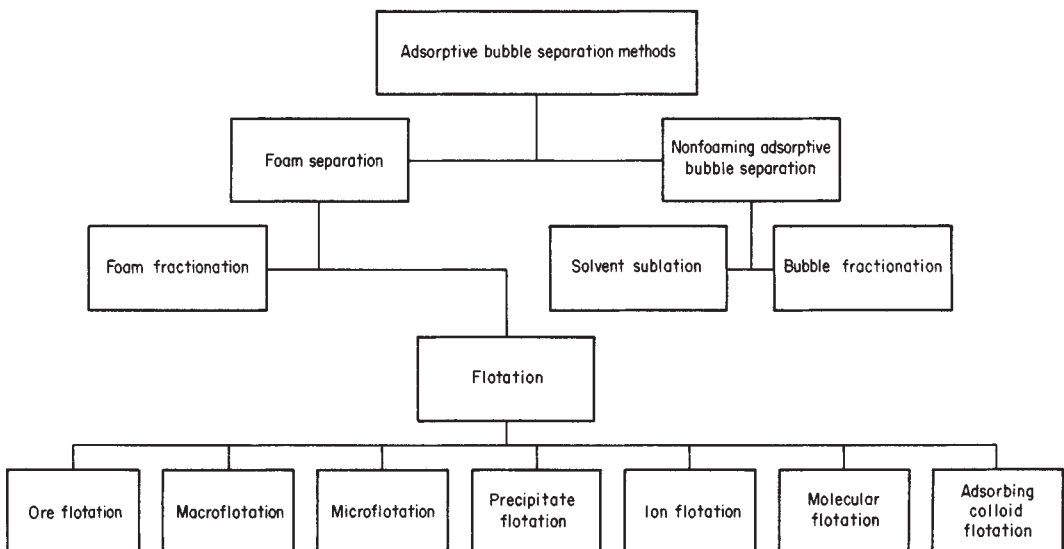 Adsorptive bubble separation methods
Foam separation
Nonfoaming adsorptive
bubble separation
Foam fractionation
Solvent sublation
Bubble fractionation
Flotation
Ore flotation
Macroflotation
Microflotation
Precipitate
flotation
Ion flotation
Molecular
flotation
Adsorbing
colloid
flotation